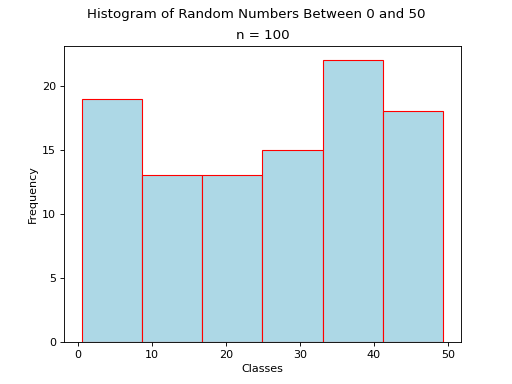 Histogram of Random Numbers Between 0 and 50
n = 100
Frequency
20
15
10
5
0
0 10 20 30 40 50
Classes